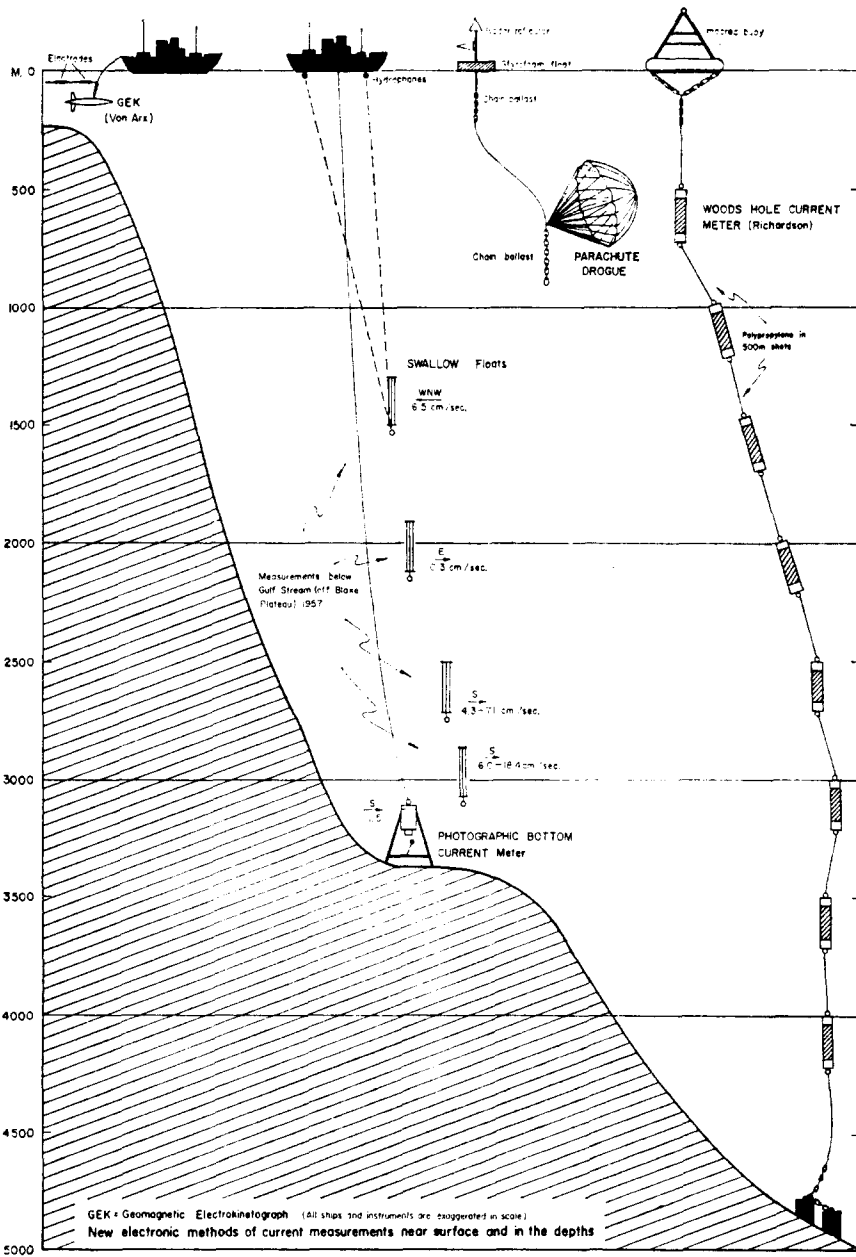 Electrodes
M. 0
GEK
(Von Arx)
Hydrophones
Styrofoam float
Chain ballast
moored buoy
500
WOODS HOLE CURRENT
METER (Richardson)
Chain ballast
PARACHUTE
DROGUE
1000
Polypropylene in
500m shots
SWALLOW Floats
WNW
6.5 cm/sec.
1500
2000
E
cm/sec.
Measurements below
Gulf Stream (off Blake
Plateau) 1957
2500
S
cm/sec.
S
cm/sec.
3000
S
PHOTOGRAPHIC BOTTOM
CURRENT Meter
3500
4000
4500
GEK = Geomagnetic Electrokinetograph (All ships and instruments are exaggerated in scale)
New electronic methods of current measurements near surface and in the depths
5000